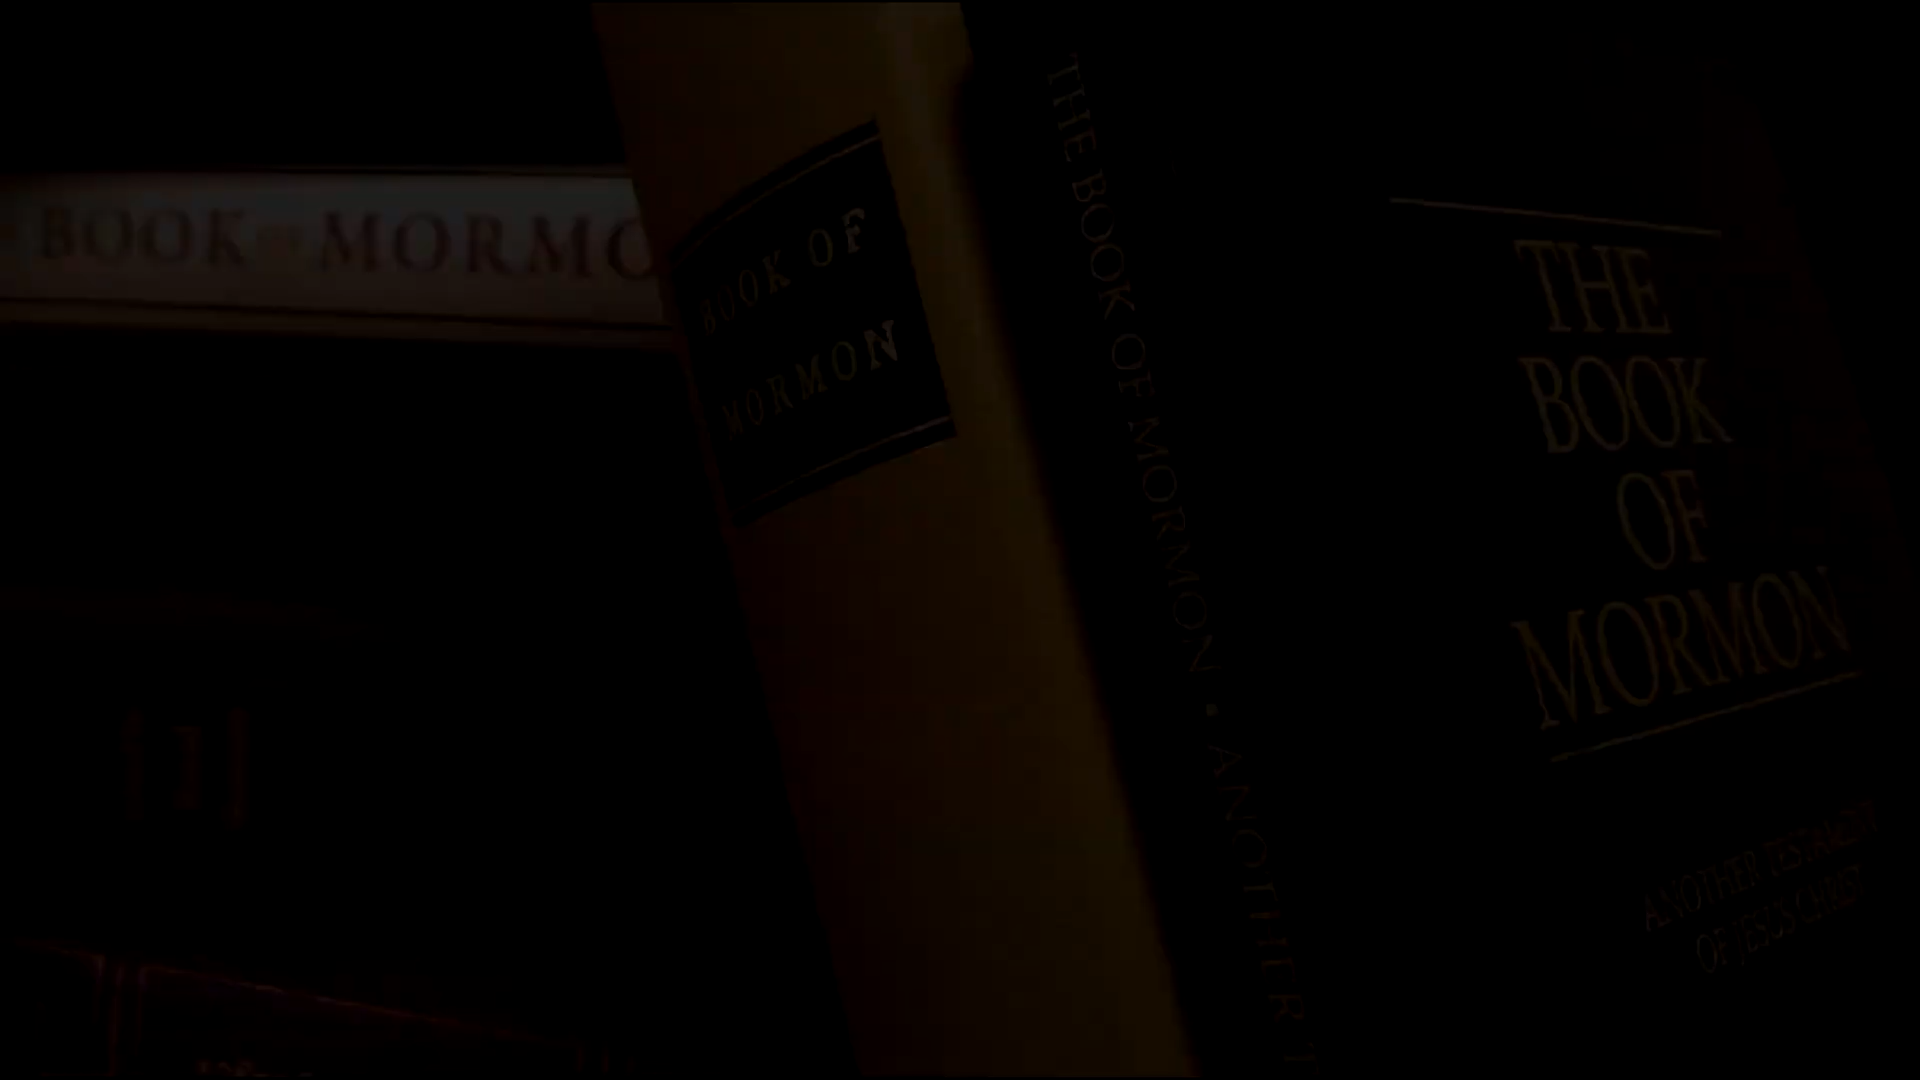 BOOK MORMO
BOOK OF
MORMON
THE BOOK OF MORMON • ANOTHER T
THE
BOOK
OF
MORMON
ANOTHER TESTAMENT
OF JESUS CHRIST
[1]